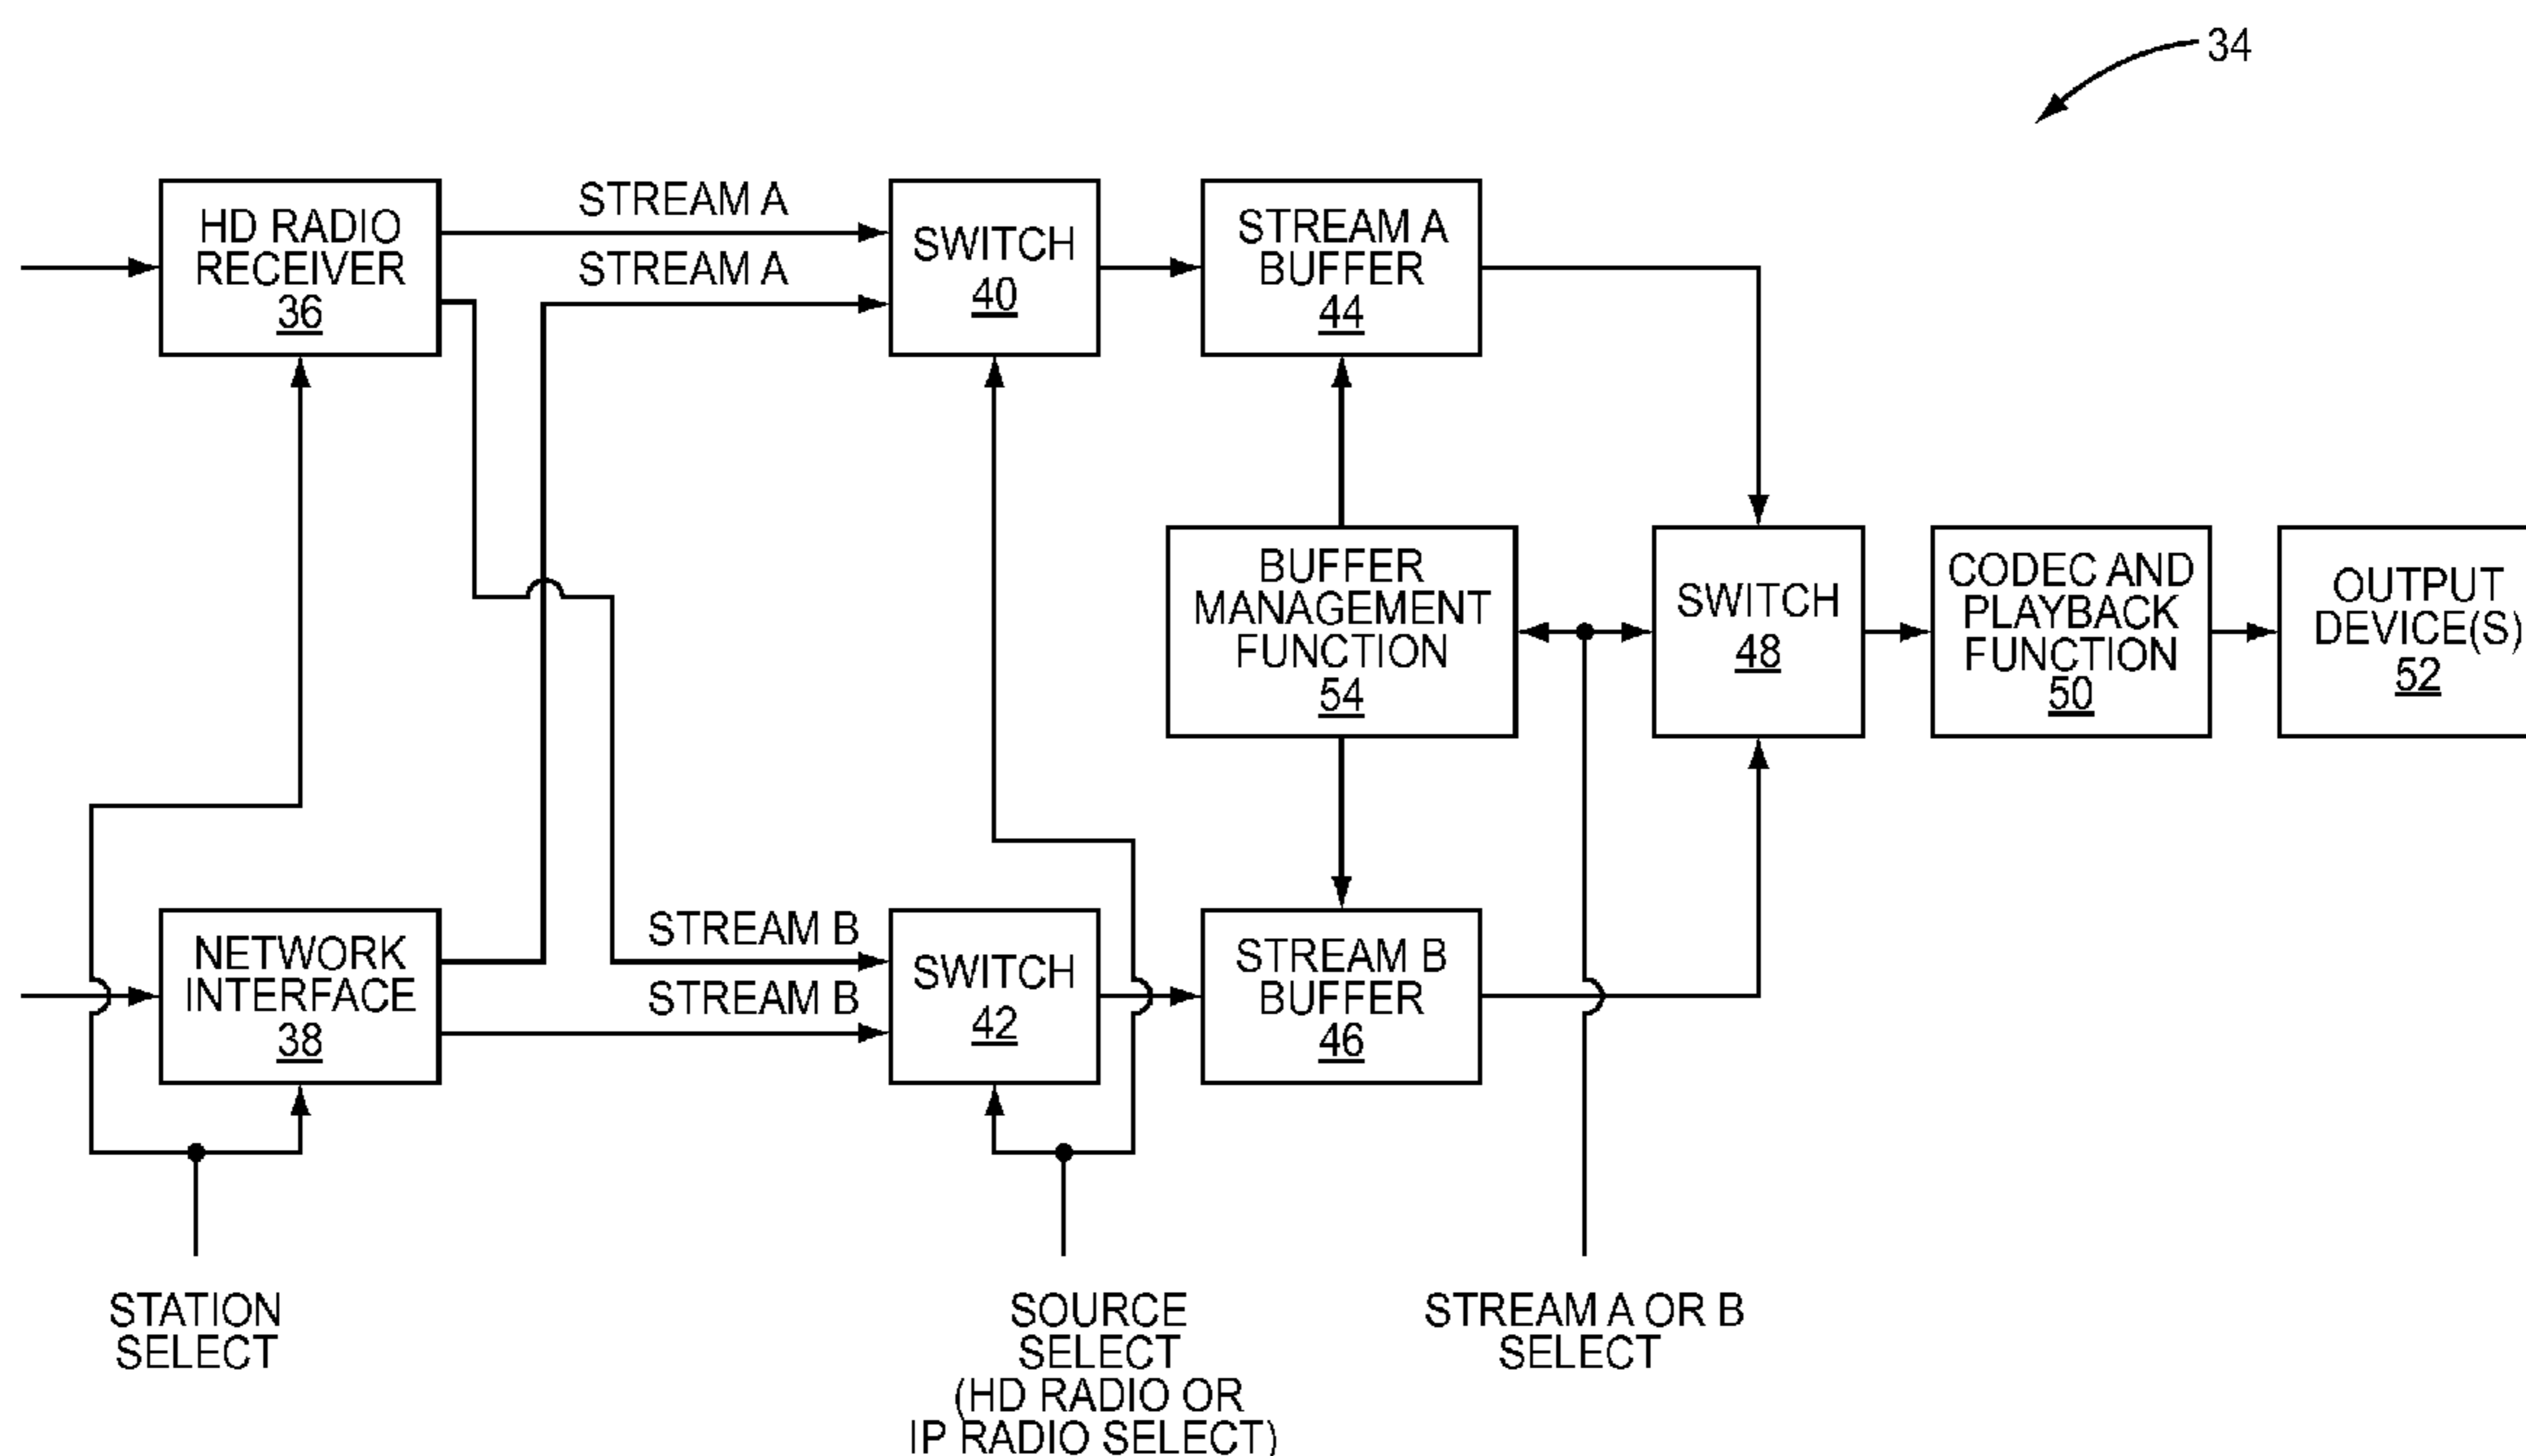 34
HD RADIO
RECEIVER
36
STREAM A
STREAM A
SWITCH
40
STREAM A
BUFFER
44
BUFFER
MANAGEMENT
FUNCTION
54
SWITCH
48
CODEC AND
PLAYBACK
FUNCTION
50
OUTPUT
DEVICE(S)
52
NETWORK
INTERFACE
38
STREAM B
STREAM B
SWITCH
42
STREAM B
BUFFER
46
STATION
SELECT
SOURCE
SELECT
(HD RADIO OR
IP RADIO SELECT)
STREAM A OR B
SELECT